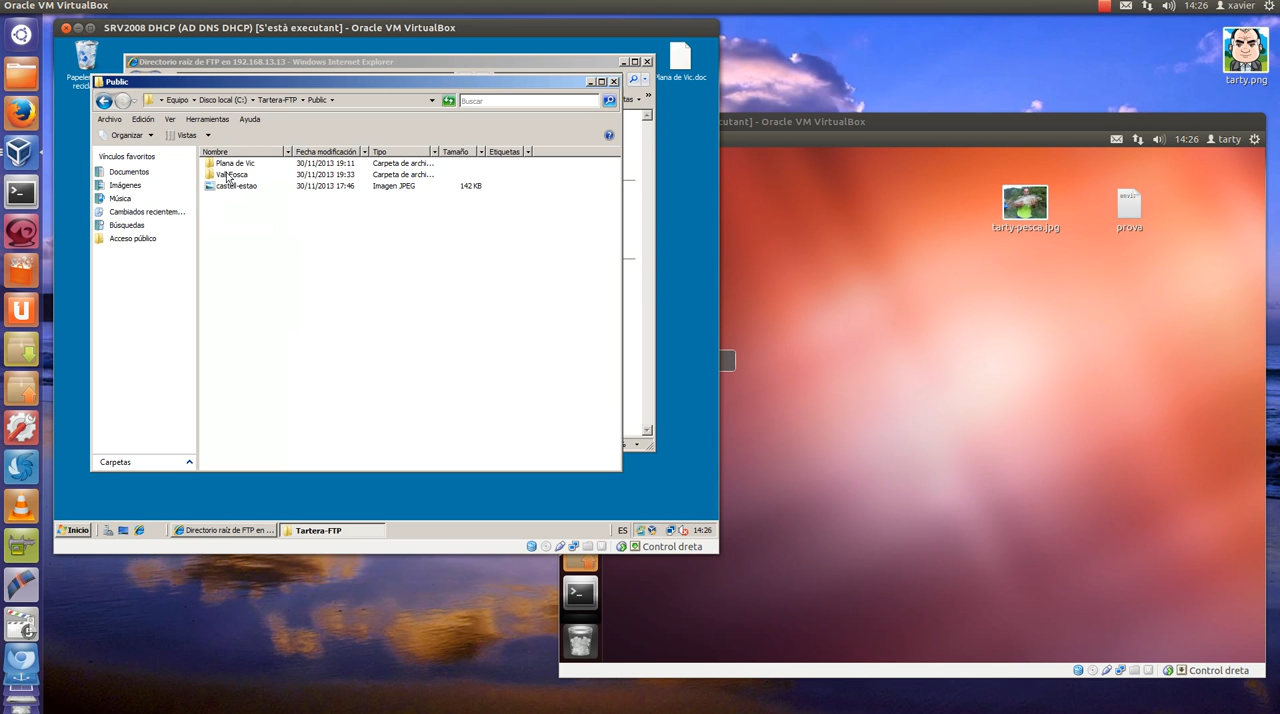 Oracle VM VirtualBox
14:26
xavier
SRV2008 DHCP (AD DNS DHCP) [S'està executant] - Oracle VM VirtualBox
tarty.png
Directorio raíz de FTP en 192.168.13.13 - Windows Internet Explorer
Plana de Vic.doc
Public
Equipo
Disco local (C:)
Tartera-FTP
Public
Buscar
Archivo
Edición
Ver
Herramientas
Ayuda
Organizar
Vistas
Vínculos favoritos
Documentos
Imágenes
Música
Cambiados recientem...
Búsquedas
Acceso público
Carpetas
Nombre
Fecha modificación
Tipo
Tamaño
Etiquetas
Plana de Vic
30/11/2013 19:11
Carpeta de archi...
30/11/2013 19:33
Carpeta de archi...
castell-estao
30/11/2013 17:46
Imagen JPEG
142 KB
Inicio
Directorio raíz de FTP en ...
Tartera-FTP
ES
14:26
Control dreta
cutant] - Oracle VM VirtualBox
14:26
tarty
tarty-pesca.jpg
prova
Control dreta